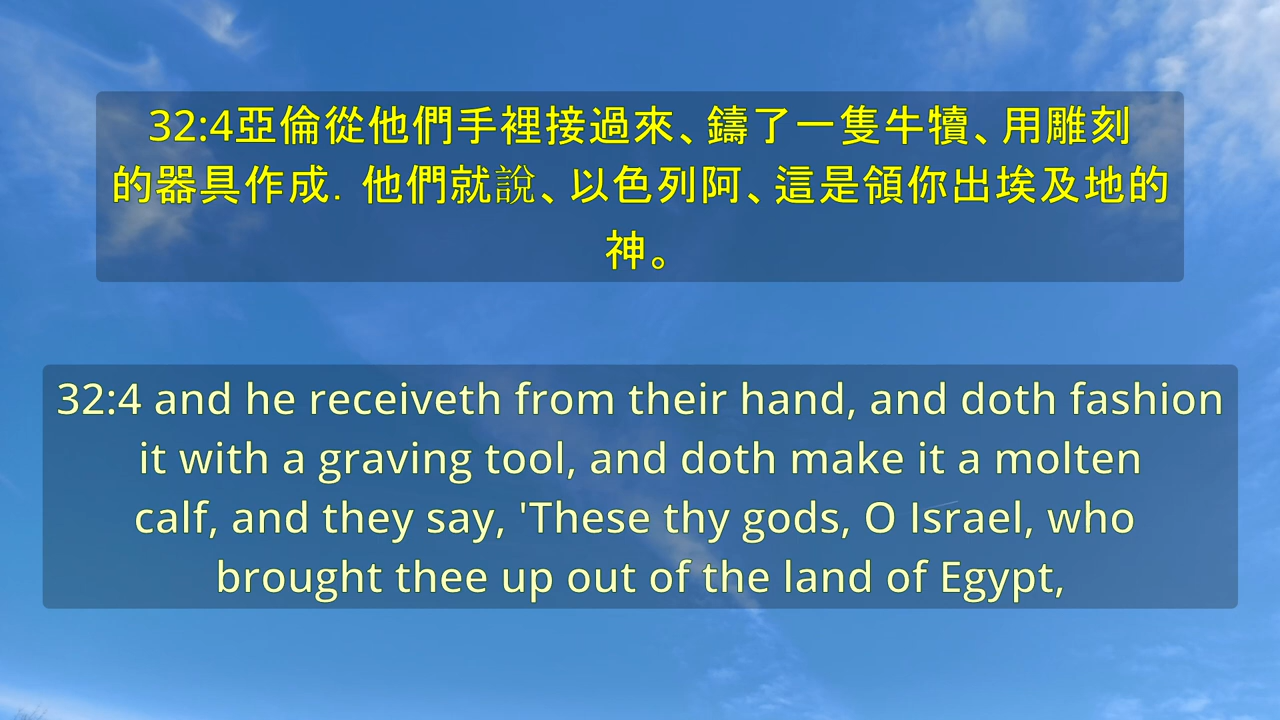 32:4亞倫從他們手裡接過來、鑄了一隻牛犢、用雕刻
的器具作成. 他們就說、以色列阿、這是領你出埃及地的
神。
32:4 and he receiveth from their hand, and doth fashion
it with a graving tool, and doth make it a molten
calf, and they say, 'These thy gods, O Israel, who
brought thee up out of the land of Egypt,